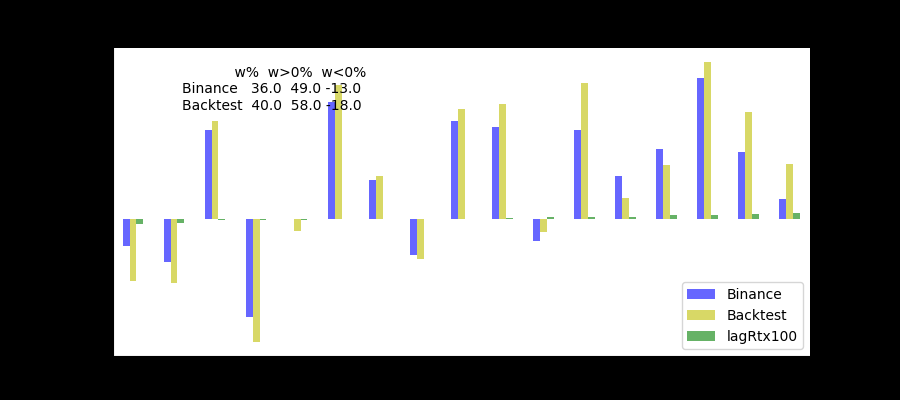 w% w>0% w<0%
Binance 36.0 49.0 -13.0
Backtest 40.0 58.0 -18.0
Binance
Backtest
lagRtx100